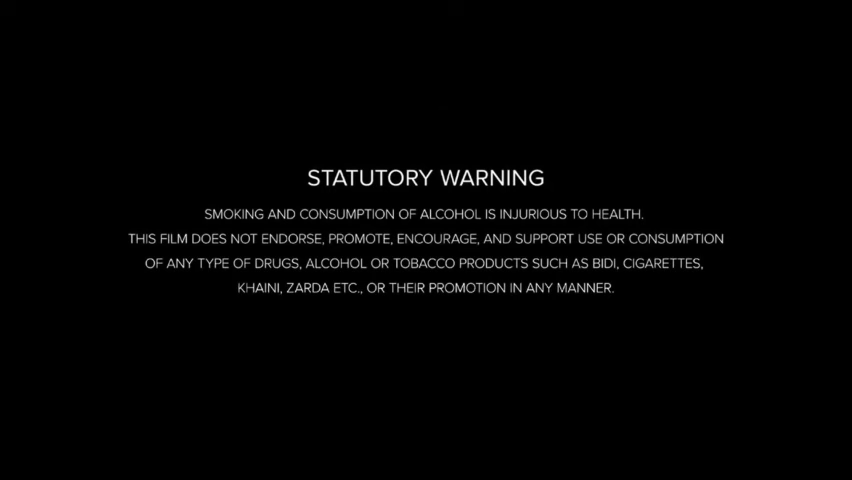 STATUTORY WARNING
SMOKING AND CONSUMPTION OF ALCOHOL IS INJURIOUS TO HEALTH.
THIS FILM DOES NOT ENDORSE, PROMOTE, ENCOURAGE, AND SUPPORT USE OR CONSUMPTION
OF ANY TYPE OF DRUGS, ALCOHOL OR TOBACCO PRODUCTS SUCH AS BIDI, CIGARETTES,
KHAINI, ZARDA ETC., OR THEIR PROMOTION IN ANY MANNER.